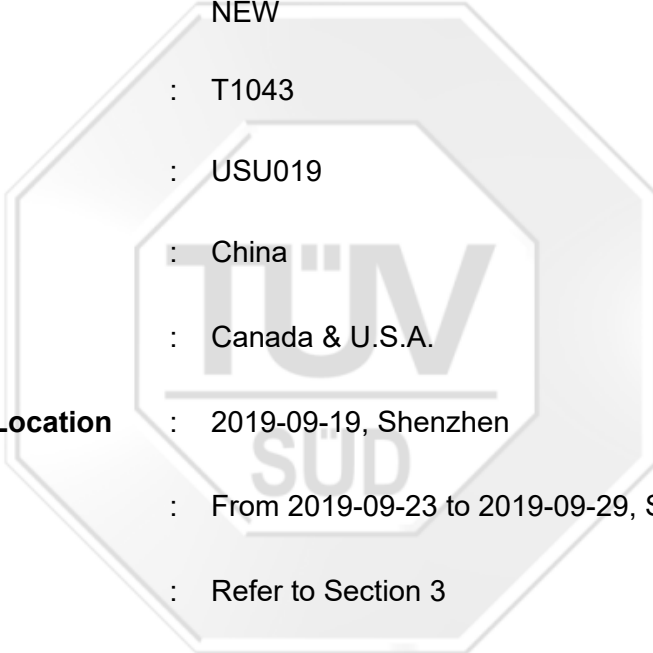 NEW
: T1043
: USU019
: China
: Canada & U.S.A.
TÜV
Location : 2019-09-19, Shenzhen
SÜD
: From 2019-09-23 to 2019-09-29, S
: Refer to Section 3